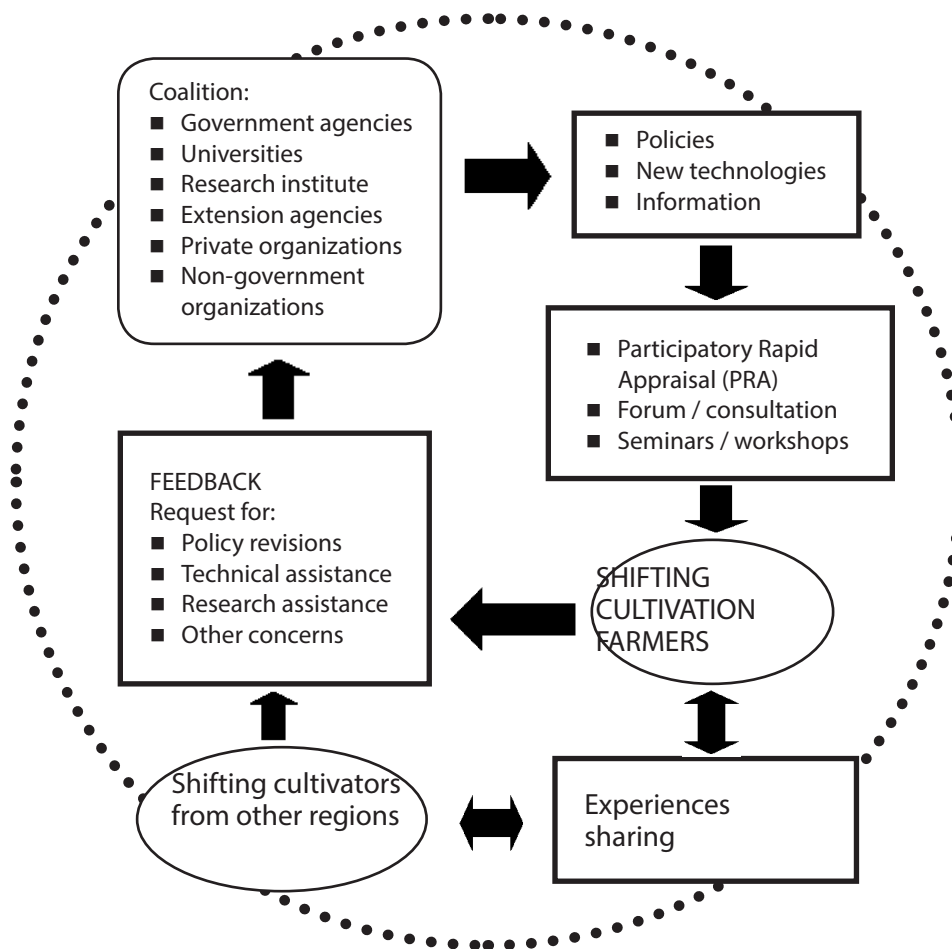 Coalition:
■ Government agencies
■ Universities
■ Research institute
■ Extension agencies
■ Private organizations
■ Non-government
organizations
■ Policies
■ New technologies
■ Information
■ Participatory Rapid
Appraisal (PRA)
■ Forum / consultation
■ Seminars / workshops
SHIFTING
CULTIVATION
FARMERS
FEEDBACK
Request for:
■ Policy revisions
■ Technical assistance
■ Research assistance
■ Other concerns
Shifting cultivators
from other regions
Experiences
sharing